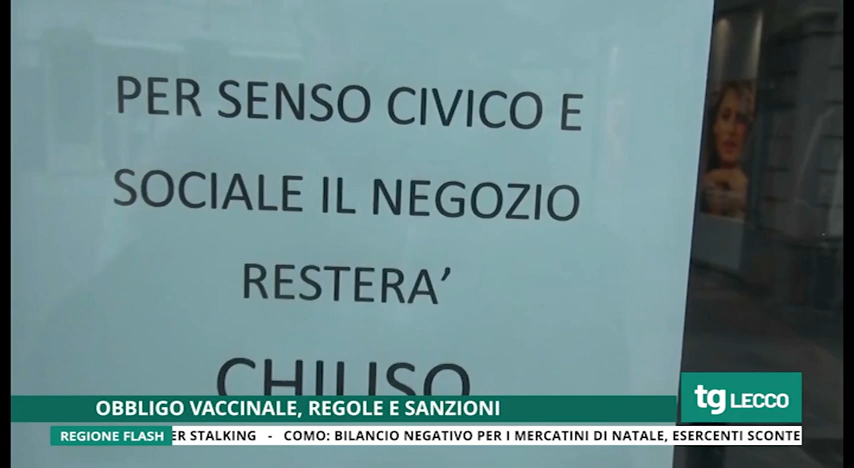 PER SENSO CIVICO E
SOCIALE IL NEGOZIO
RESTERA'
CHIUSO
OBBLIGO VACCINALE, REGOLE E SANZIONI
tg LECCO
REGIONE FLASH
STALKING - COMO: BILANCIO NEGATIVO PER I MERCATINI DI NATALE, ESERCENTI